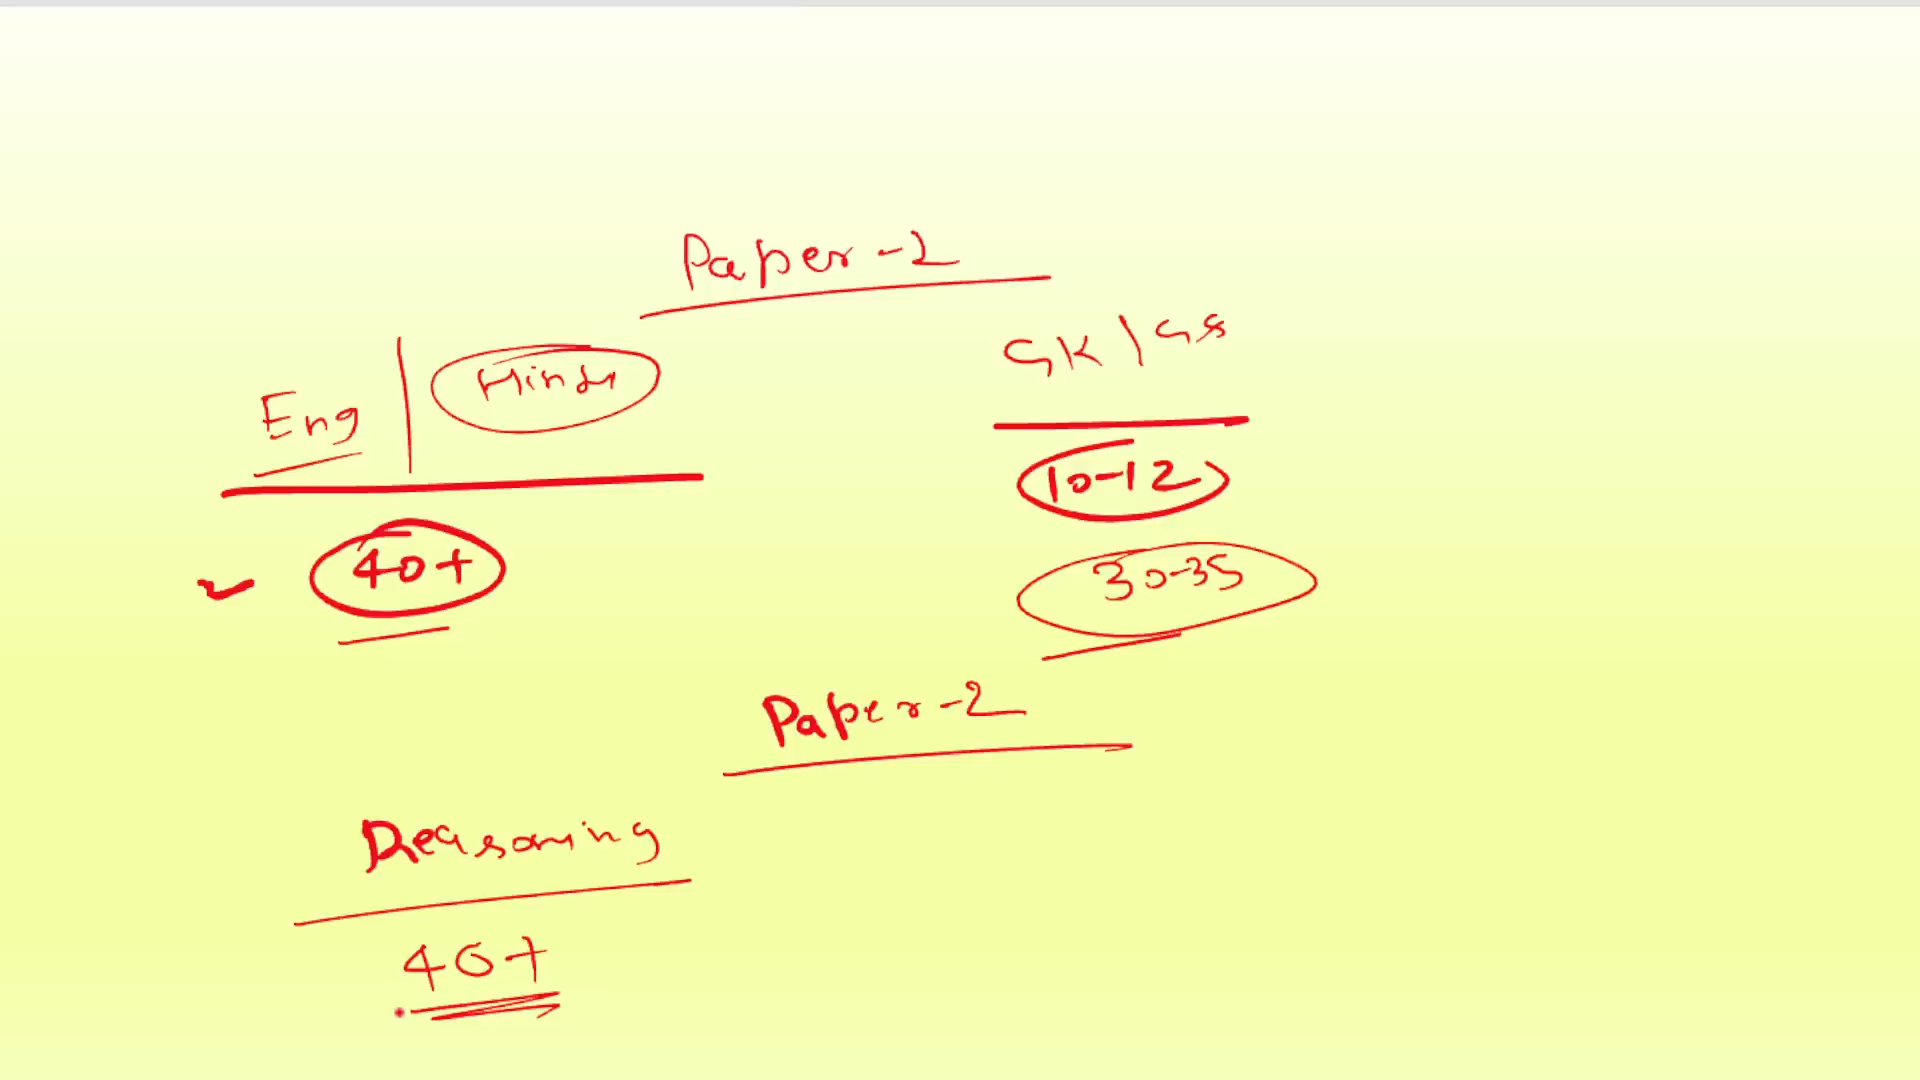 Paper-2
Eng | Hindi
GK | GS
40+
10-12
30-35
Paper-2
Reasoning
40+